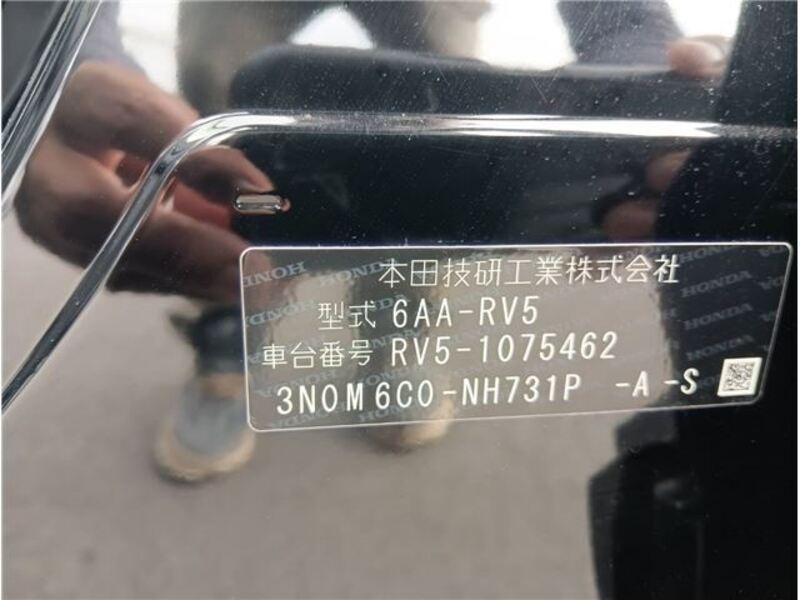 本田技研工業株式会社
型式 6AA-RV5
車台番号 RV5-1075462
3N0M6C0-NH731P -A -S